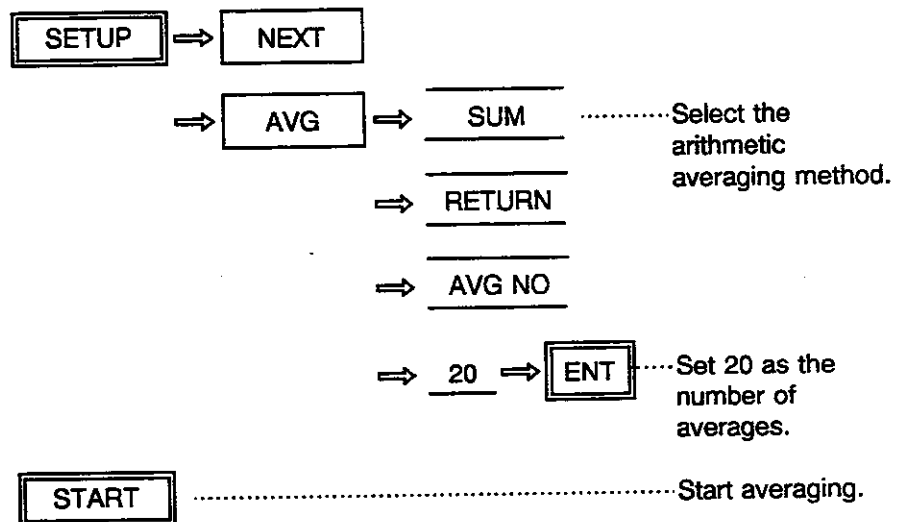 SETUP ⇒ NEXT
⇒ AVG ⇒ SUM ········Select the
arithmetic
averaging method.
⇒ RETURN
⇒ AVG NO
⇒ 20 ⇒ ENT ·····Set 20 as the
number of
averages.
START ········Start averaging.